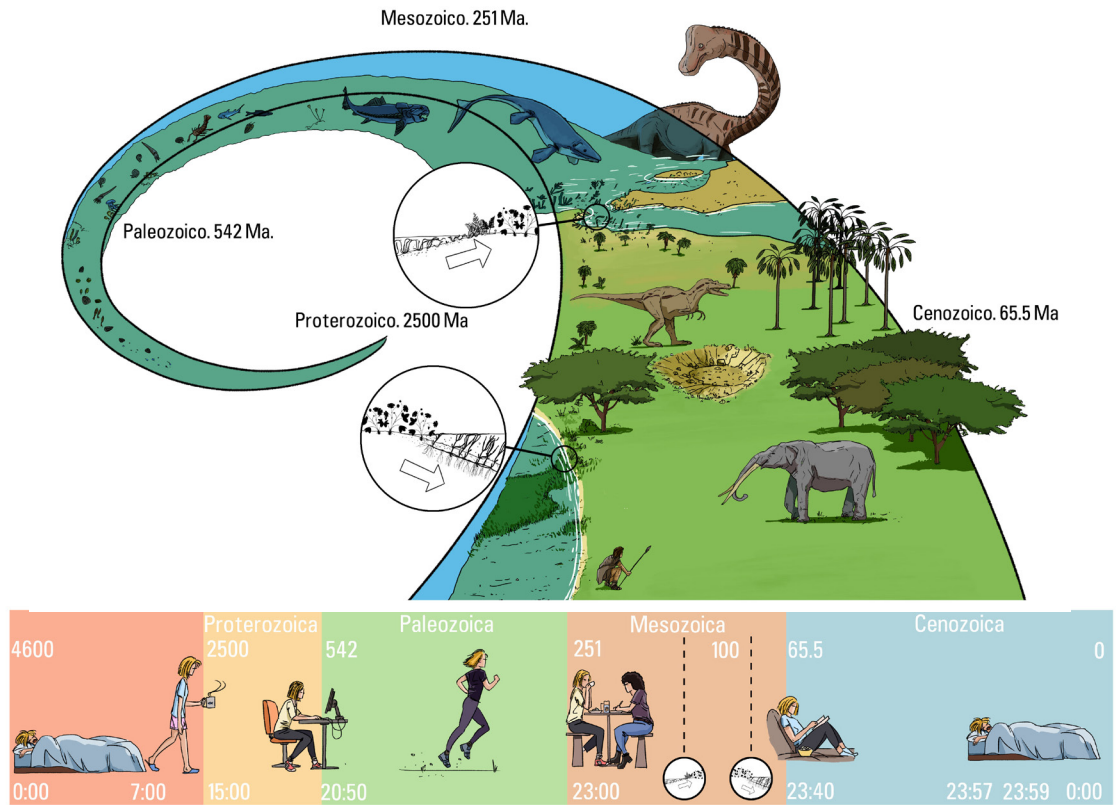 Mesozoico. 251 Ma.
Paleozoico. 542 Ma.
Proterozoico. 2500 Ma
Cenozoico. 65.5 Ma
Proterozoica Paleozoica Mesozoica Cenozoica
4600 2500 542 251 100 65.5 0
0:00 7:00 15:00 20:50 23:00 23:40 23:57 23:59 0:00